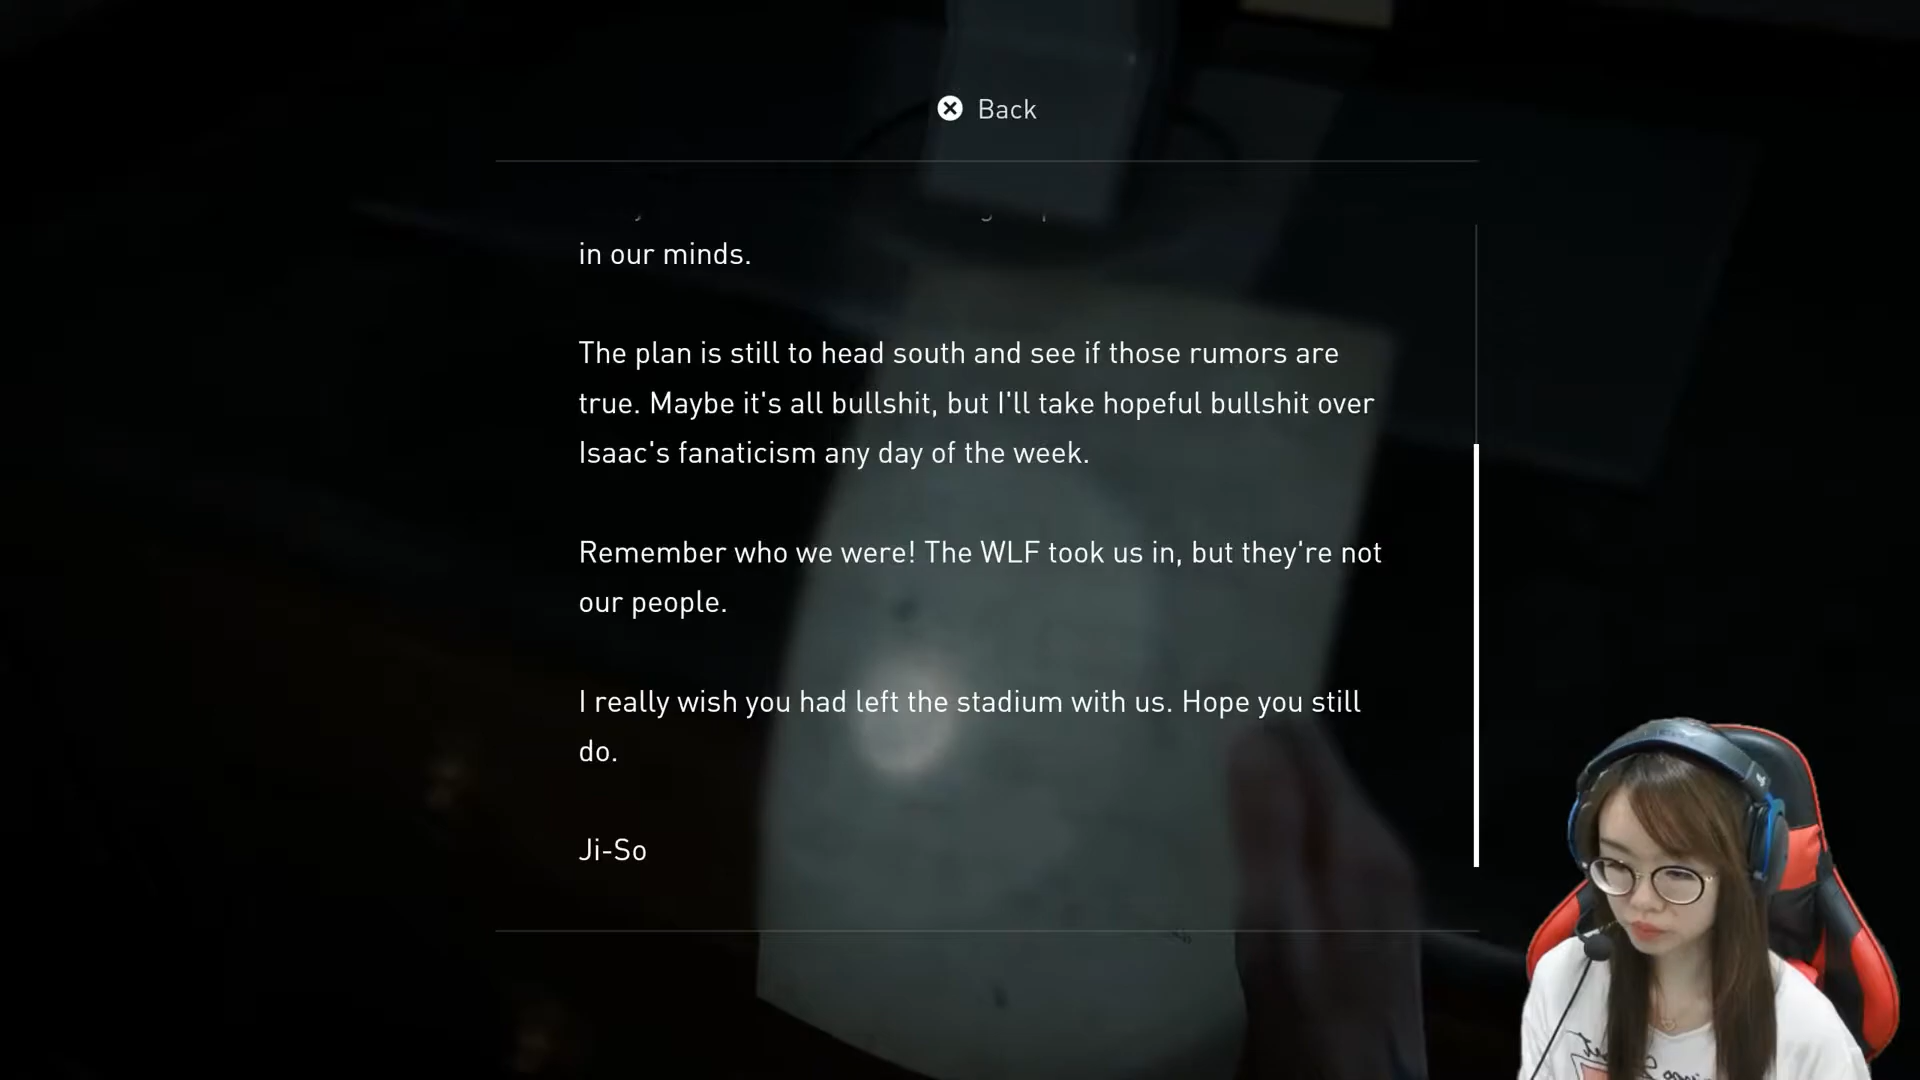 Back
in our minds.
The plan is still to head south and see if those rumors are
true. Maybe it's all bullshit, but I'll take hopeful bullshit over
Isaac's fanaticism any day of the week.
Remember who we were! The WLF took us in, but they're not
our people.
I really wish you had left the stadium with us. Hope you still
do.
Ji-So